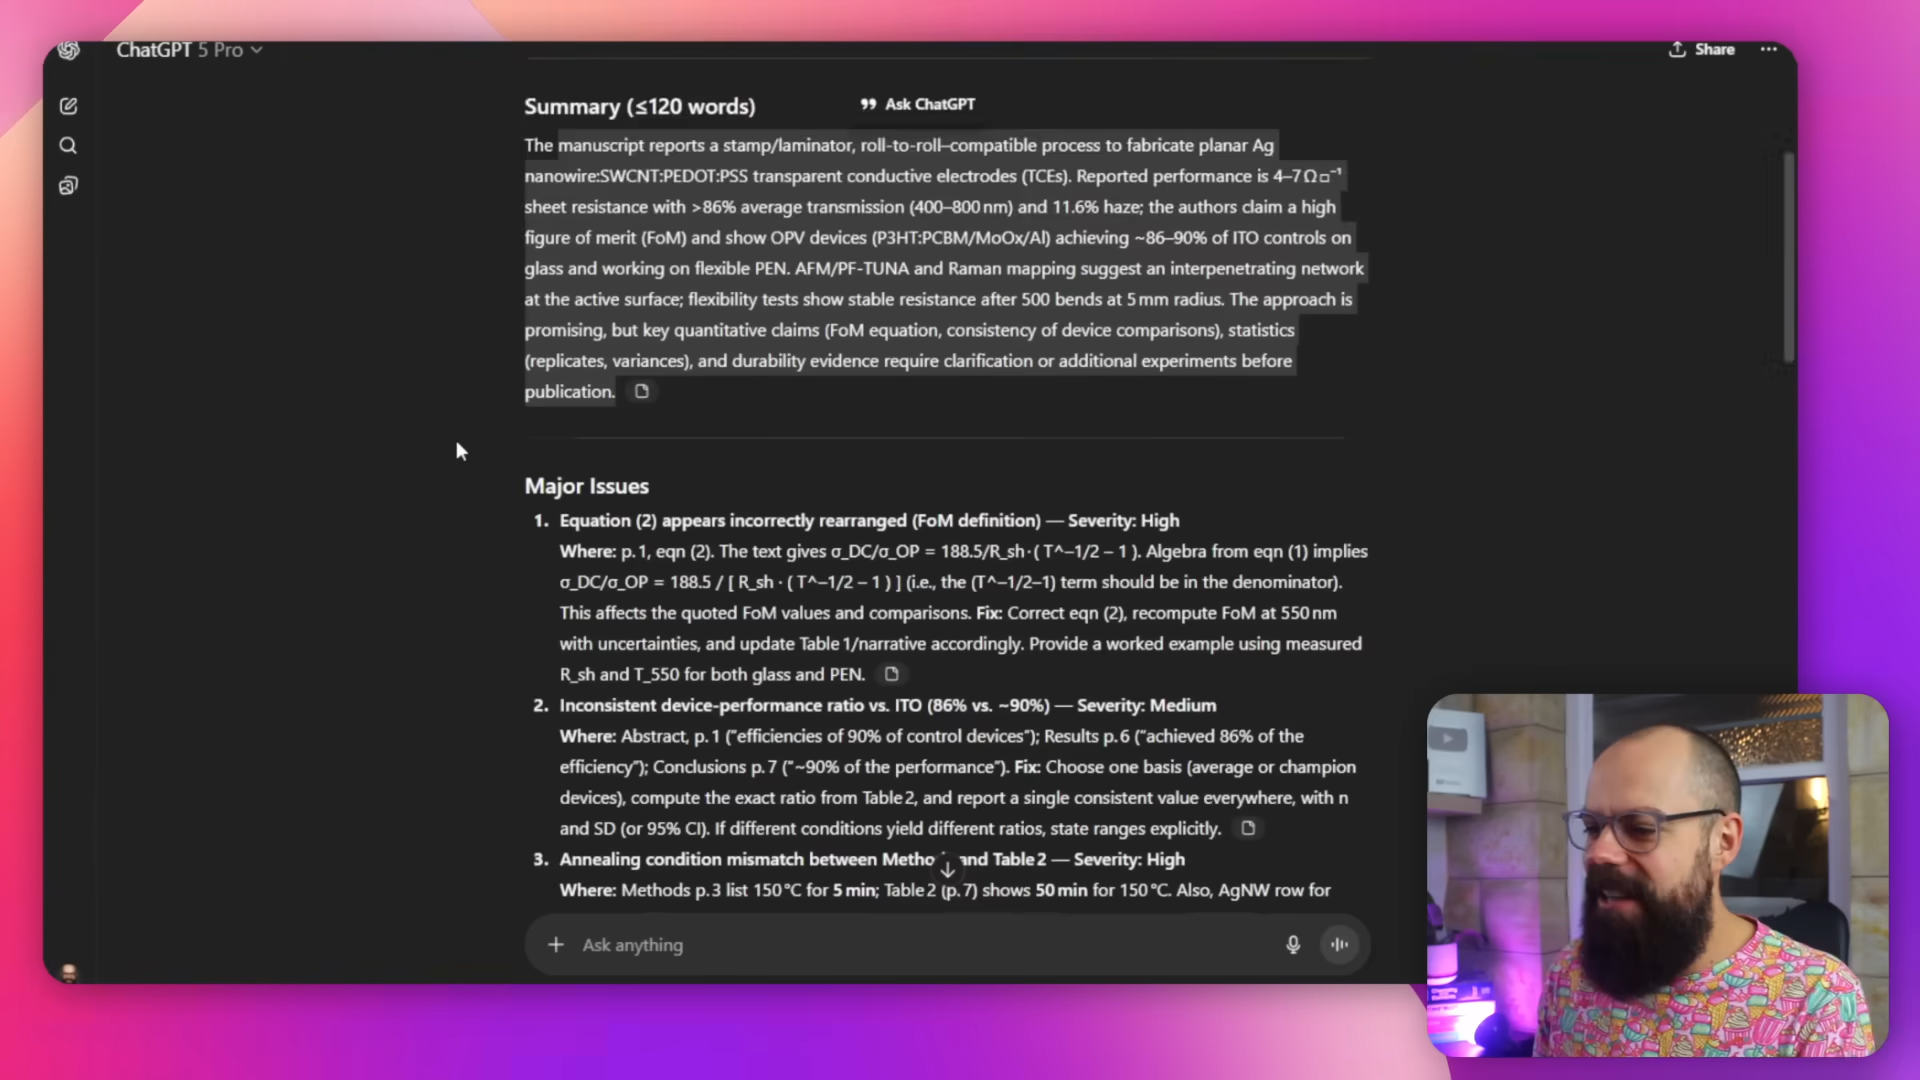 ChatGPT 5 Pro
Share
Summary (≤120 words)
Ask ChatGPT
The manuscript reports a stamp/laminator, roll-to-roll–compatible process to fabricate planar Ag
nanowire:SWCNT:PEDOT:PSS transparent conductive electrodes (TCEs). Reported performance is 4–7 Ω □⁻¹
sheet resistance with >86% average transmission (400–800 nm) and 11.6% haze; the authors claim a high
figure of merit (FoM) and show OPV devices (P3HT:PCBM/MoOx/Al) achieving ~86–90% of ITO controls on
glass and working on flexible PEN. AFM/PF-TUNA and Raman mapping suggest an interpenetrating network
at the active surface; flexibility tests show stable resistance after 500 bends at 5 mm radius. The approach is
promising, but key quantitative claims (FoM equation, consistency of device comparisons), statistics
(replicates, variances), and durability evidence require clarification or additional experiments before
publication.
Major Issues
1. Equation (2) appears incorrectly rearranged (FoM definition) — Severity: High
Where: p. 1, eqn (2). The text gives σ_DC/σ_OP = 188.5/R_sh·( T^−1/2 − 1 ). Algebra from eqn (1) implies
σ_DC/σ_OP = 188.5 / [ R_sh · ( T^−1/2 − 1 ) ] (i.e., the (T^−1/2–1) term should be in the denominator).
This affects the quoted FoM values and comparisons. Fix: Correct eqn (2), recompute FoM at 550 nm
with uncertainties, and update Table 1/narrative accordingly. Provide a worked example using measured
R_sh and T_550 for both glass and PEN.
2. Inconsistent device-performance ratio vs. ITO (86% vs. ~90%) — Severity: Medium
Where: Abstract, p. 1 ("efficiencies of 90% of control devices"); Results p. 6 ("achieved 86% of the
efficiency"); Conclusions p. 7 ("~90% of the performance"). Fix: Choose one basis (average or champion
devices), compute the exact ratio from Table 2, and report a single consistent value everywhere, with n
and SD (or 95% CI). If different conditions yield different ratios, state ranges explicitly.
3. Annealing condition mismatch between Metho and Table 2 — Severity: High
Where: Methods p. 3 list 150 °C for 5 min; Table 2 (p. 7) shows 50 min for 150 °C. Also, AgNW row for
Ask anything